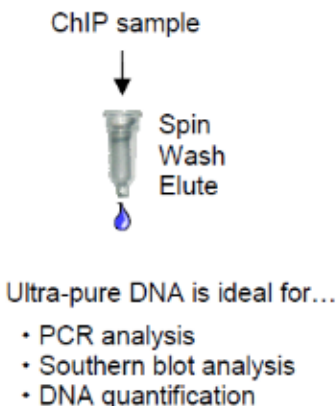 ChIP sample
Spin
Wash
Elute
Ultra-pure DNA is ideal for…
• PCR analysis
• Southern blot analysis
• DNA quantification